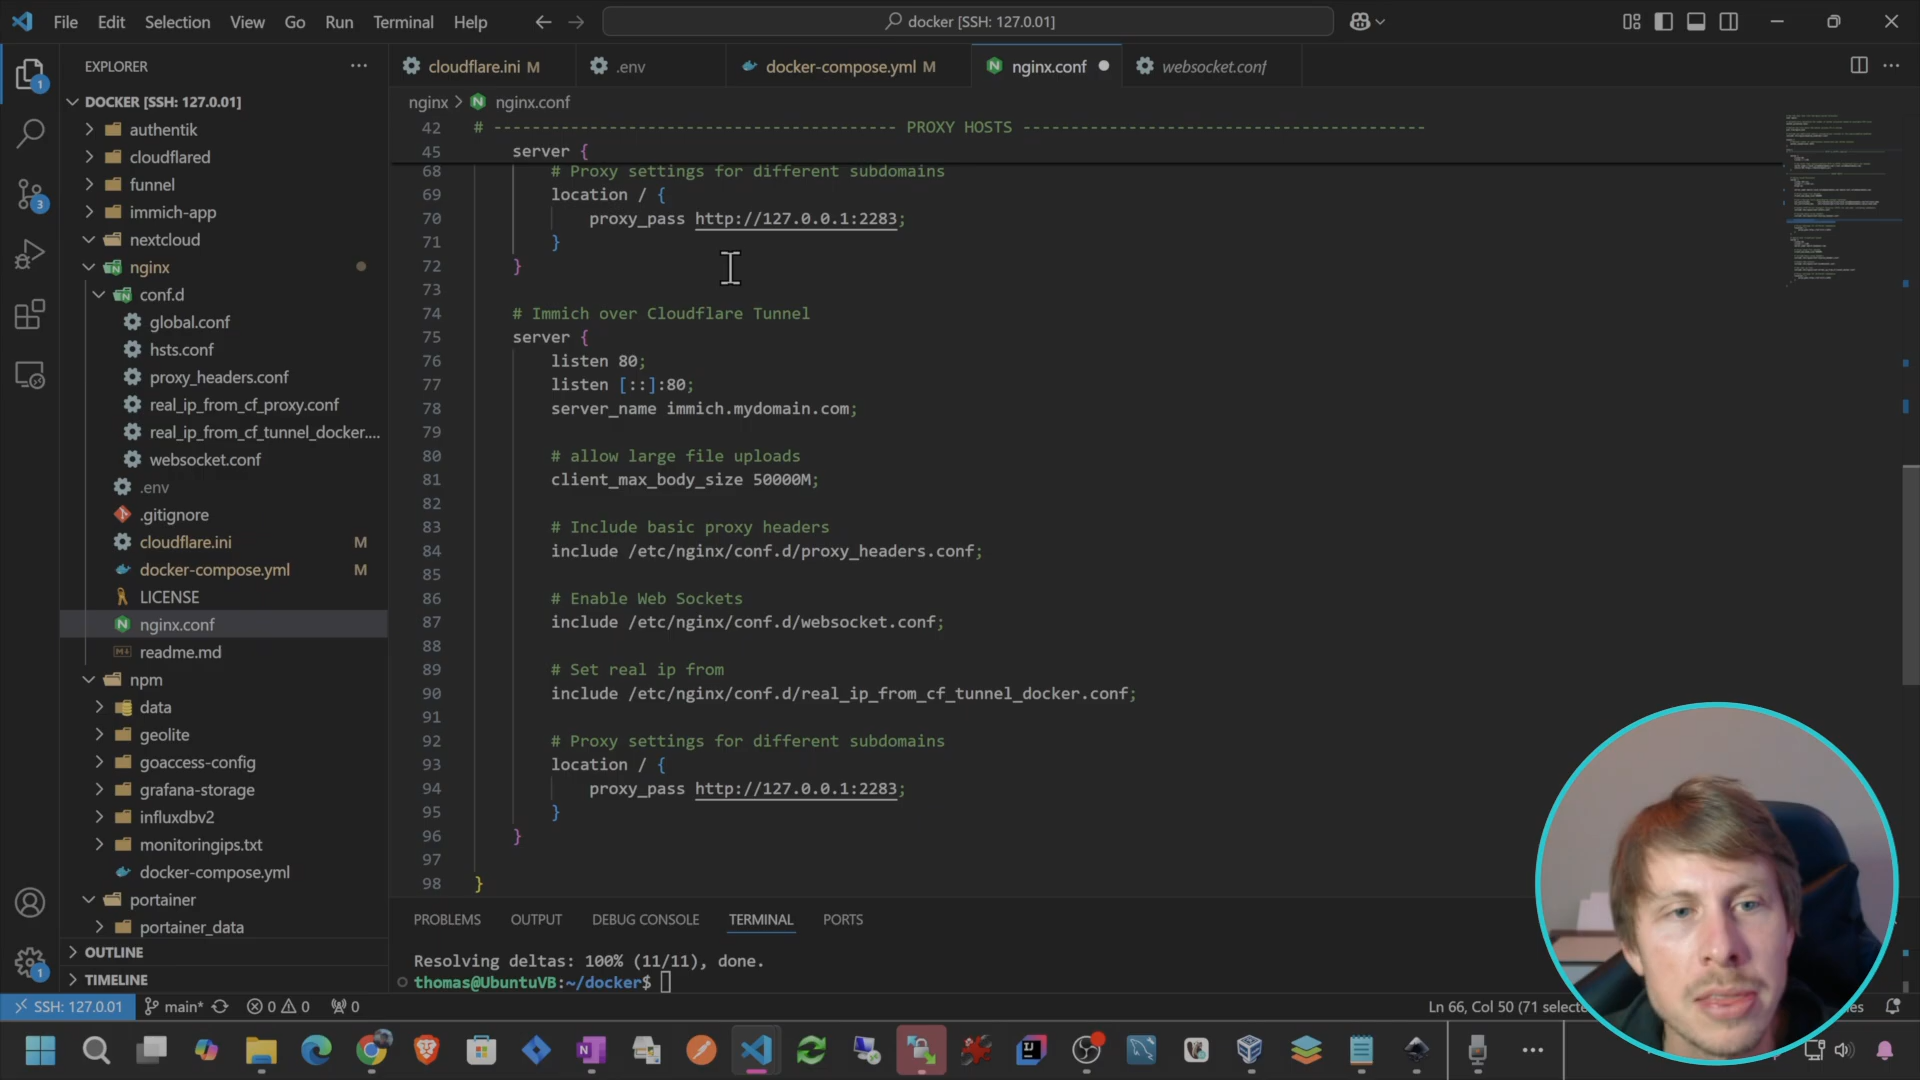 File Edit Selection View Go Run Terminal Help
docker [SSH: 127.0.01]
EXPLORER
DOCKER [SSH: 127.0.01]
authentik
cloudflared
funnel
immich-app
nextcloud
nginx
conf.d
global.conf
hsts.conf
proxy_headers.conf
real_ip_from_cf_proxy.conf
real_ip_from_cf_tunnel_docker....
websocket.conf
.env
.gitignore
cloudflare.ini M
docker-compose.yml M
LICENSE
nginx.conf
readme.md
npm
data
geolite
goaccess-config
grafana-storage
influxdbv2
monitoringips.txt
docker-compose.yml
portainer
portainer_data
OUTLINE
TIMELINE
cloudflare.ini M .env docker-compose.yml M nginx.conf websocket.conf
nginx > nginx.conf
42 # ------------------------------------------ PROXY HOSTS ------------------------------------------
45 server {
68 # Proxy settings for different subdomains
69 location / {
70 proxy_pass http://127.0.0.1:2283;
71 }
72 }
73
74 # Immich over Cloudflare Tunnel
75 server {
76 listen 80;
77 listen [::]:80;
78 server_name immich.mydomain.com;
79
80 # allow large file uploads
81 client_max_body_size 50000M;
82
83 # Include basic proxy headers
84 include /etc/nginx/conf.d/proxy_headers.conf;
85
86 # Enable Web Sockets
87 include /etc/nginx/conf.d/websocket.conf;
88
89 # Set real ip from
90 include /etc/nginx/conf.d/real_ip_from_cf_tunnel_docker.conf;
91
92 # Proxy settings for different subdomains
93 location / {
94 proxy_pass http://127.0.0.1:2283;
95 }
96 }
97
98 }
PROBLEMS OUTPUT DEBUG CONSOLE TERMINAL PORTS
Resolving deltas: 100% (11/11), done.
thomas@UbuntuVB:~/docker$
SSH: 127.0.01 main* 0 0 0 Ln 66, Col 50 (71 selecte
1
3
1